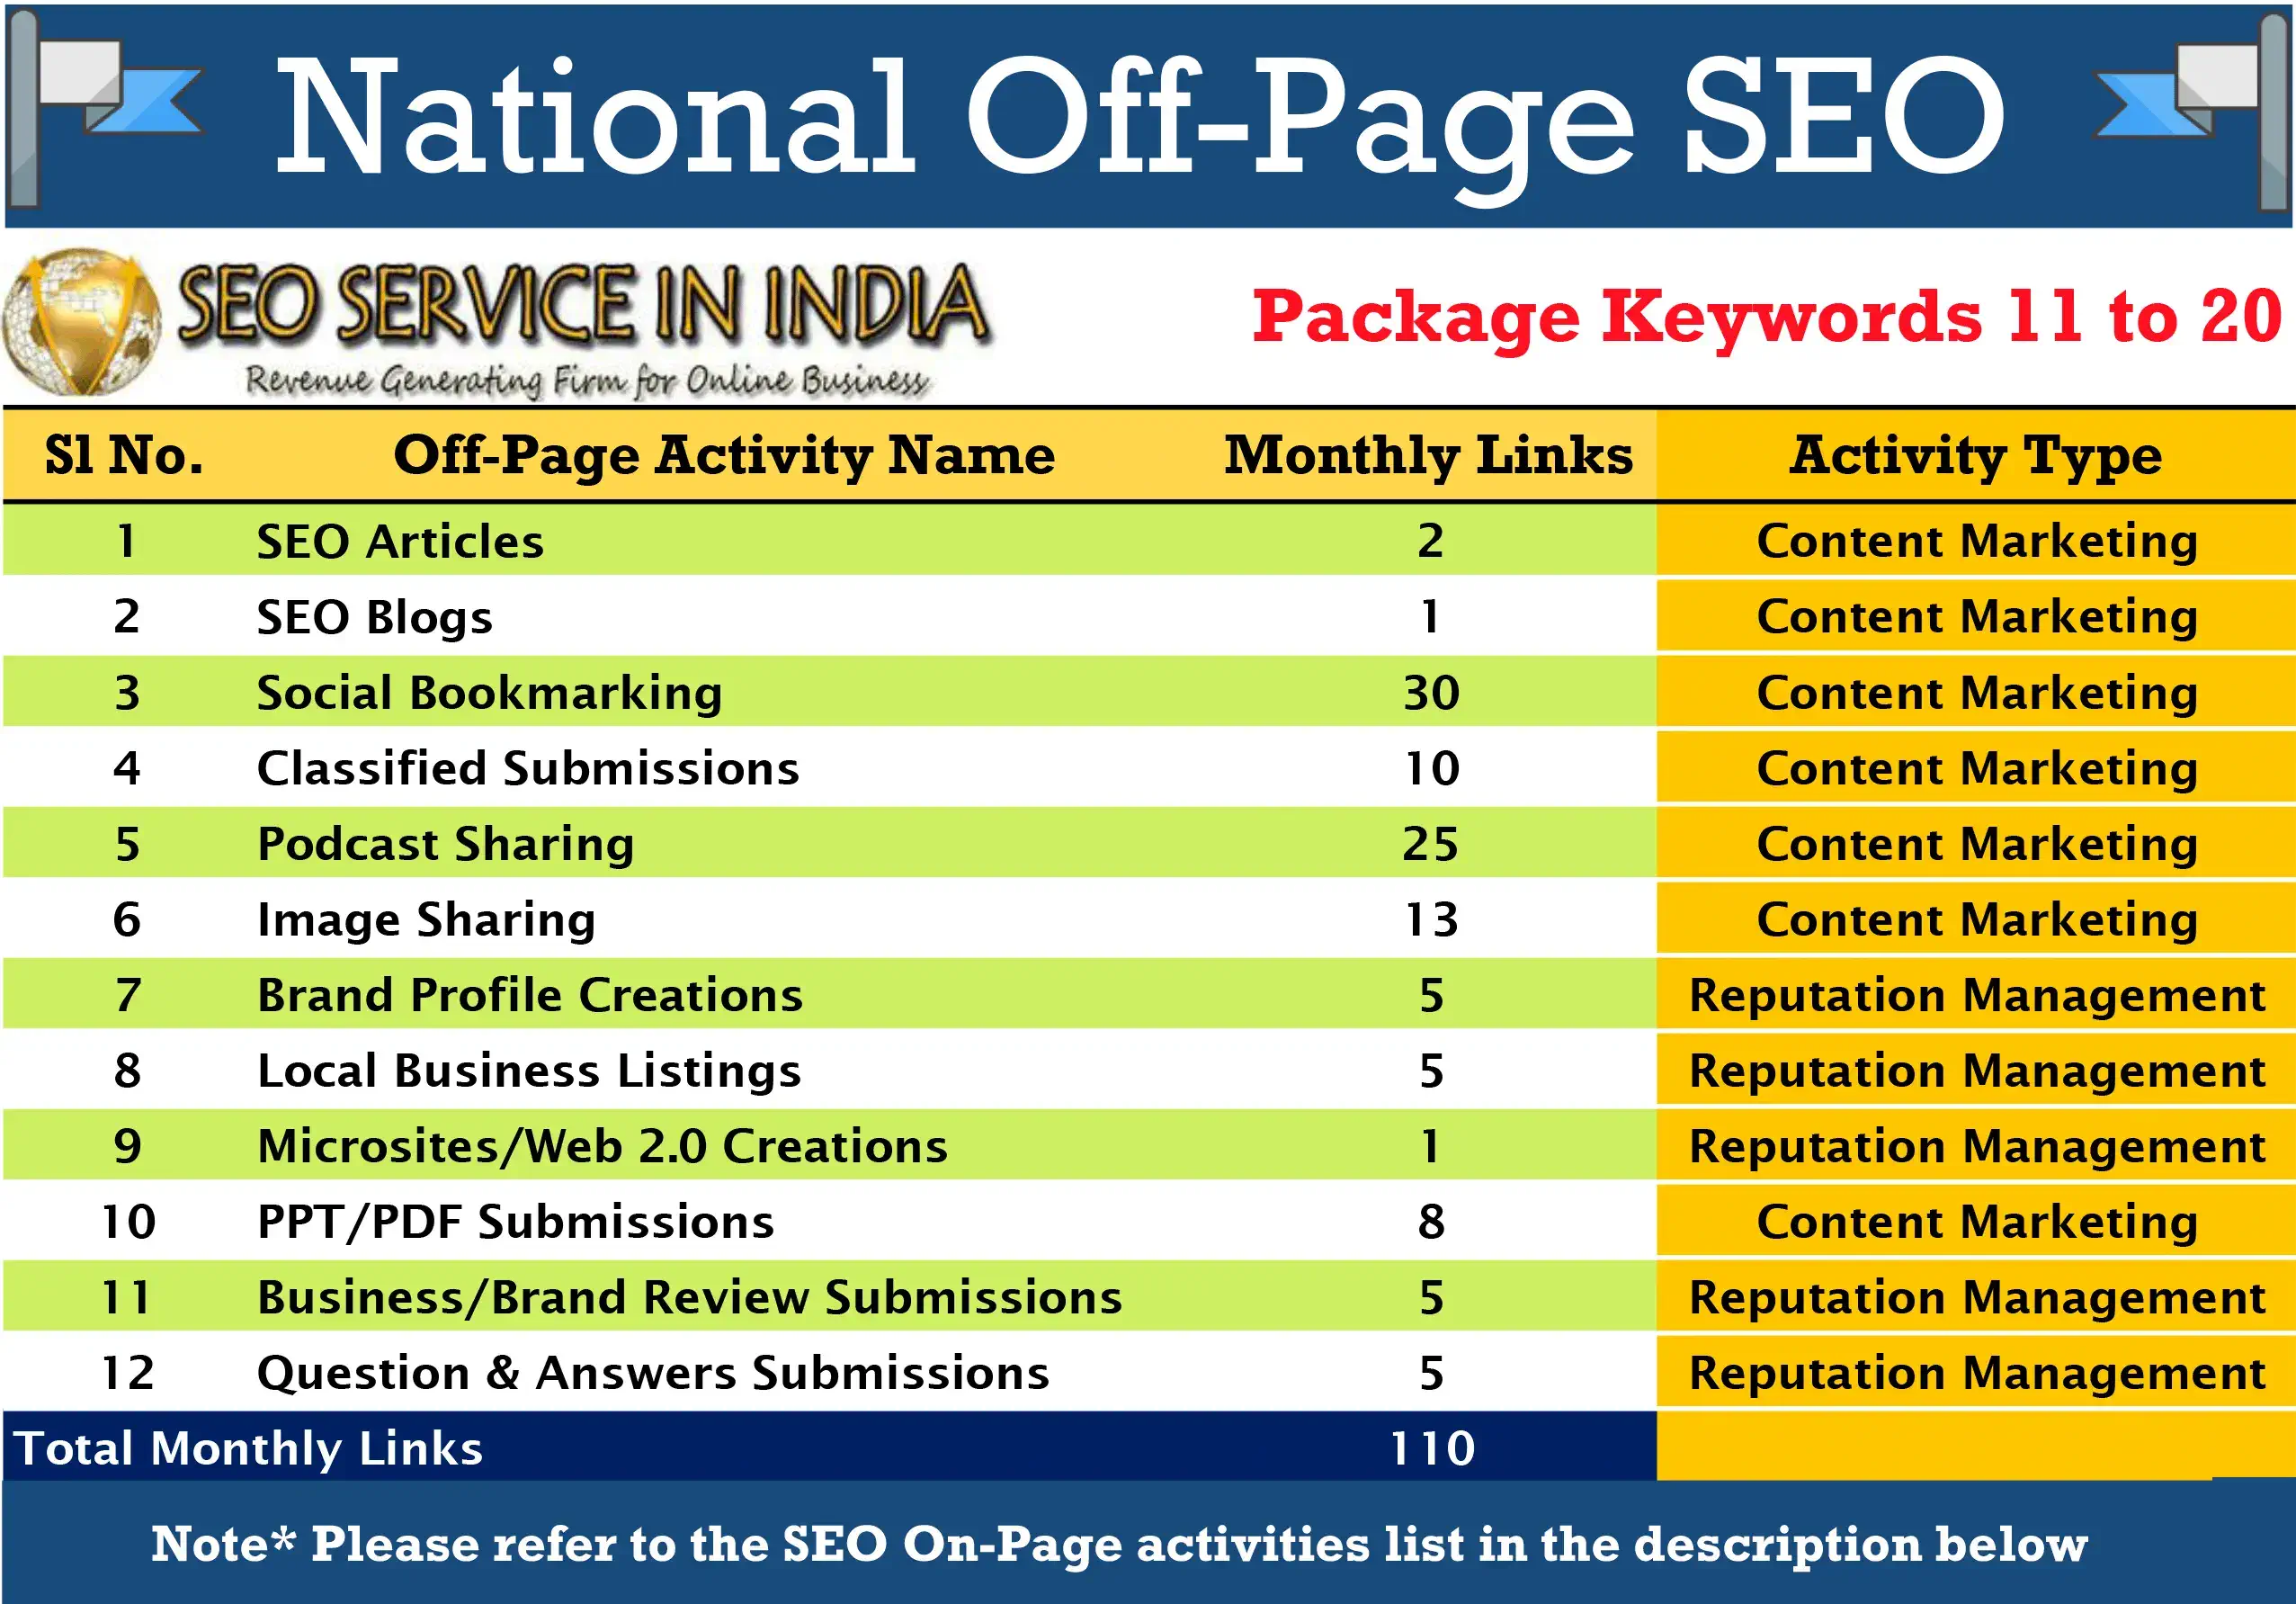 National Off-Page SEO
SEO SERVICE IN INDIA
Revenue Generating Firm for Online Business
Package Keywords 11 to 20
Sl No. Off-Page Activity Name Monthly Links Activity Type
1 SEO Articles 2 Content Marketing
2 SEO Blogs 1 Content Marketing
3 Social Bookmarking 30 Content Marketing
4 Classified Submissions 10 Content Marketing
5 Podcast Sharing 25 Content Marketing
6 Image Sharing 13 Content Marketing
7 Brand Profile Creations 5 Reputation Management
8 Local Business Listings 5 Reputation Management
9 Microsites/Web 2.0 Creations 1 Reputation Management
10 PPT/PDF Submissions 8 Content Marketing
11 Business/Brand Review Submissions 5 Reputation Management
12 Question & Answers Submissions 5 Reputation Management
Total Monthly Links 110
Note* Please refer to the SEO On-Page activities list in the description below